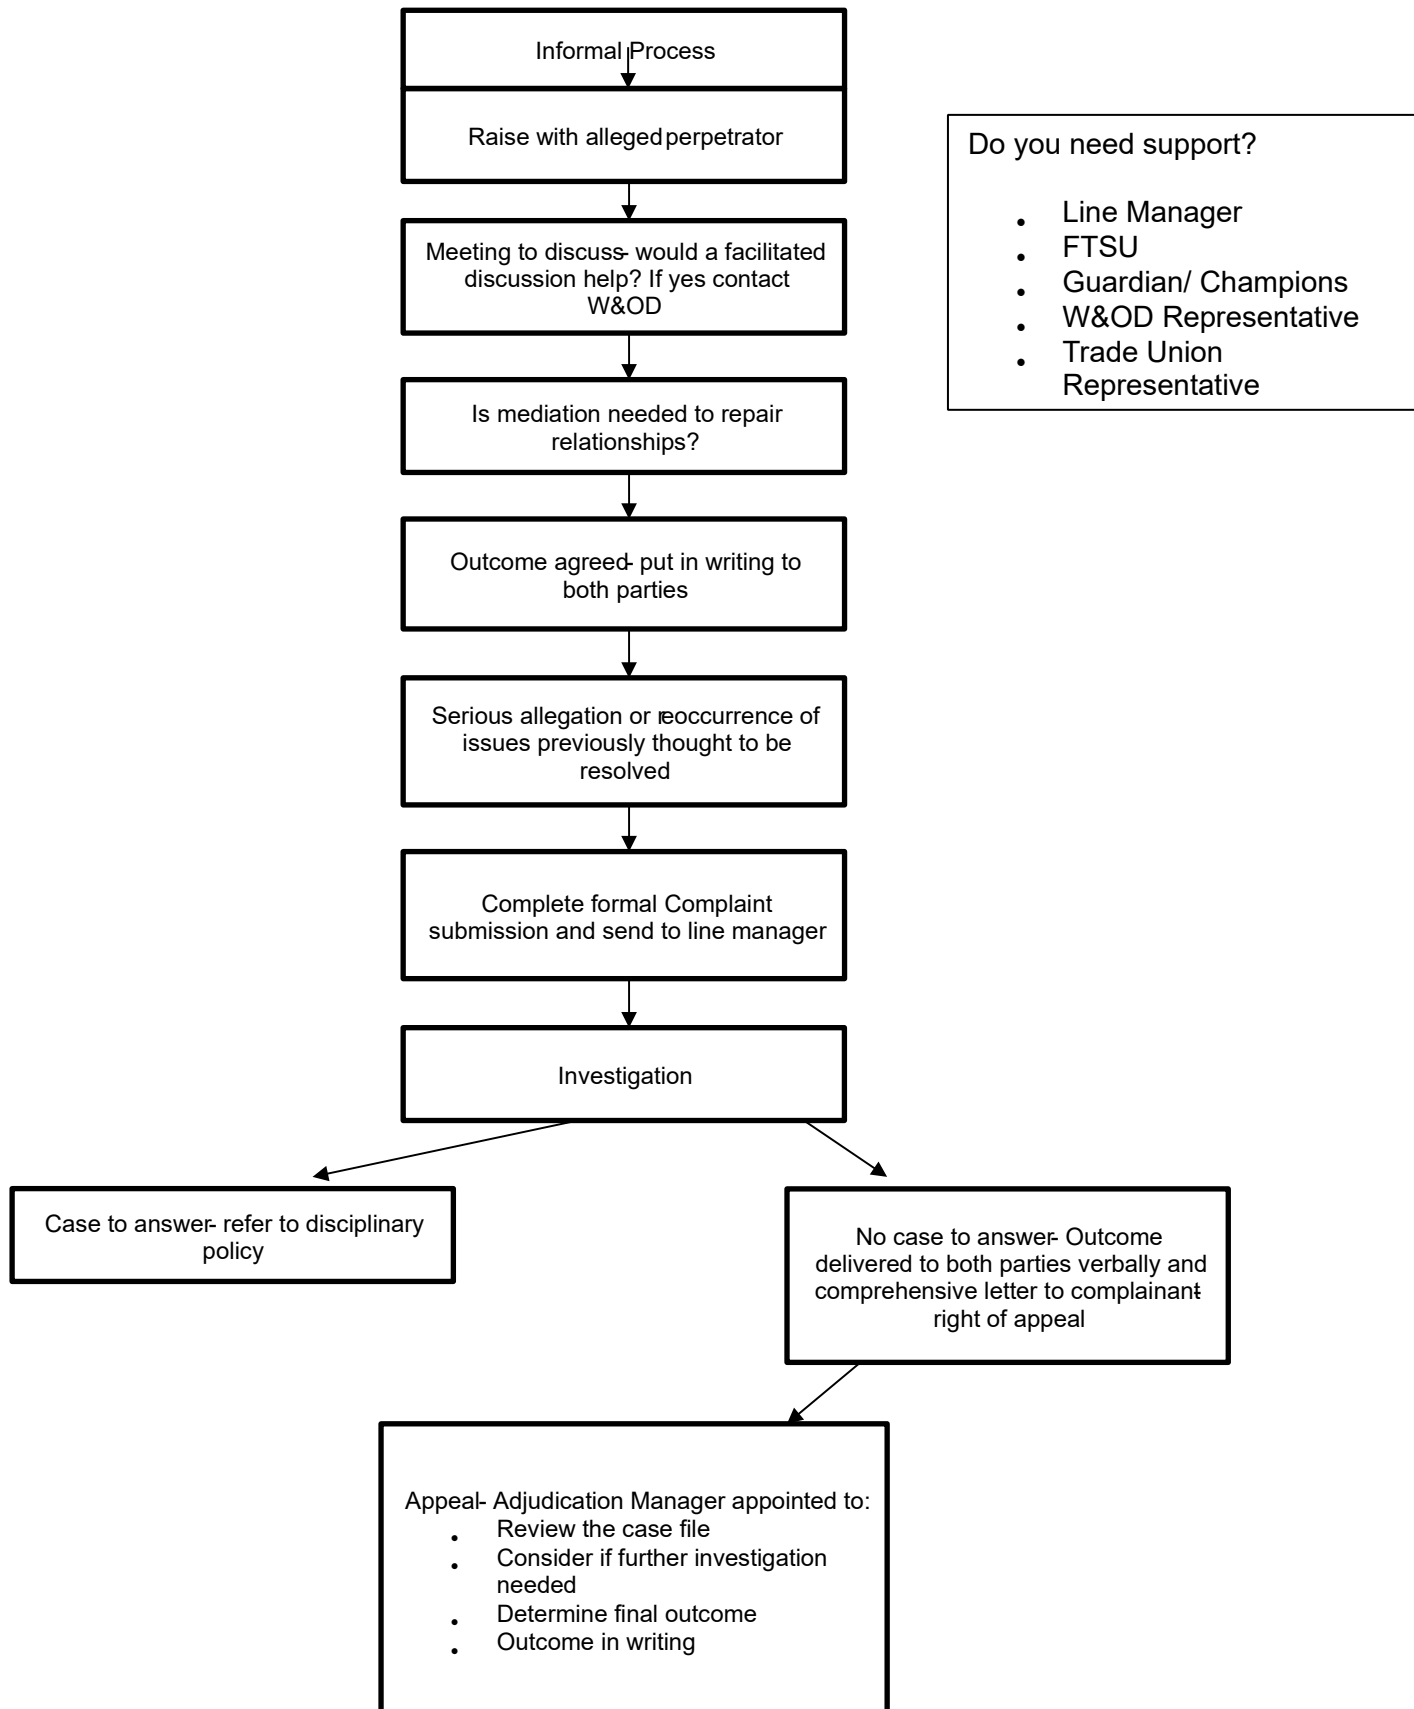 Informal Process
Raise with alleged perpetrator
Do you need support?
• Line Manager
• FTSU
• Guardian/ Champions
• W&OD Representative
• Trade Union
Representative
Meeting to discuss- would a facilitated
discussion help? If yes contact
W&OD
Is mediation needed to repair
relationships?
Outcome agreed- put in writing to
both parties
Serious allegation or reoccurrence of
issues previously thought to be
resolved
Complete formal Complaint
submission and send to line manager
Investigation
Case to answer- refer to disciplinary
policy
No case to answer- Outcome
delivered to both parties verbally and
comprehensive letter to complainant-
right of appeal
Appeal- Adjudication Manager appointed to:
• Review the case file
• Consider if further investigation
needed
• Determine final outcome
• Outcome in writing